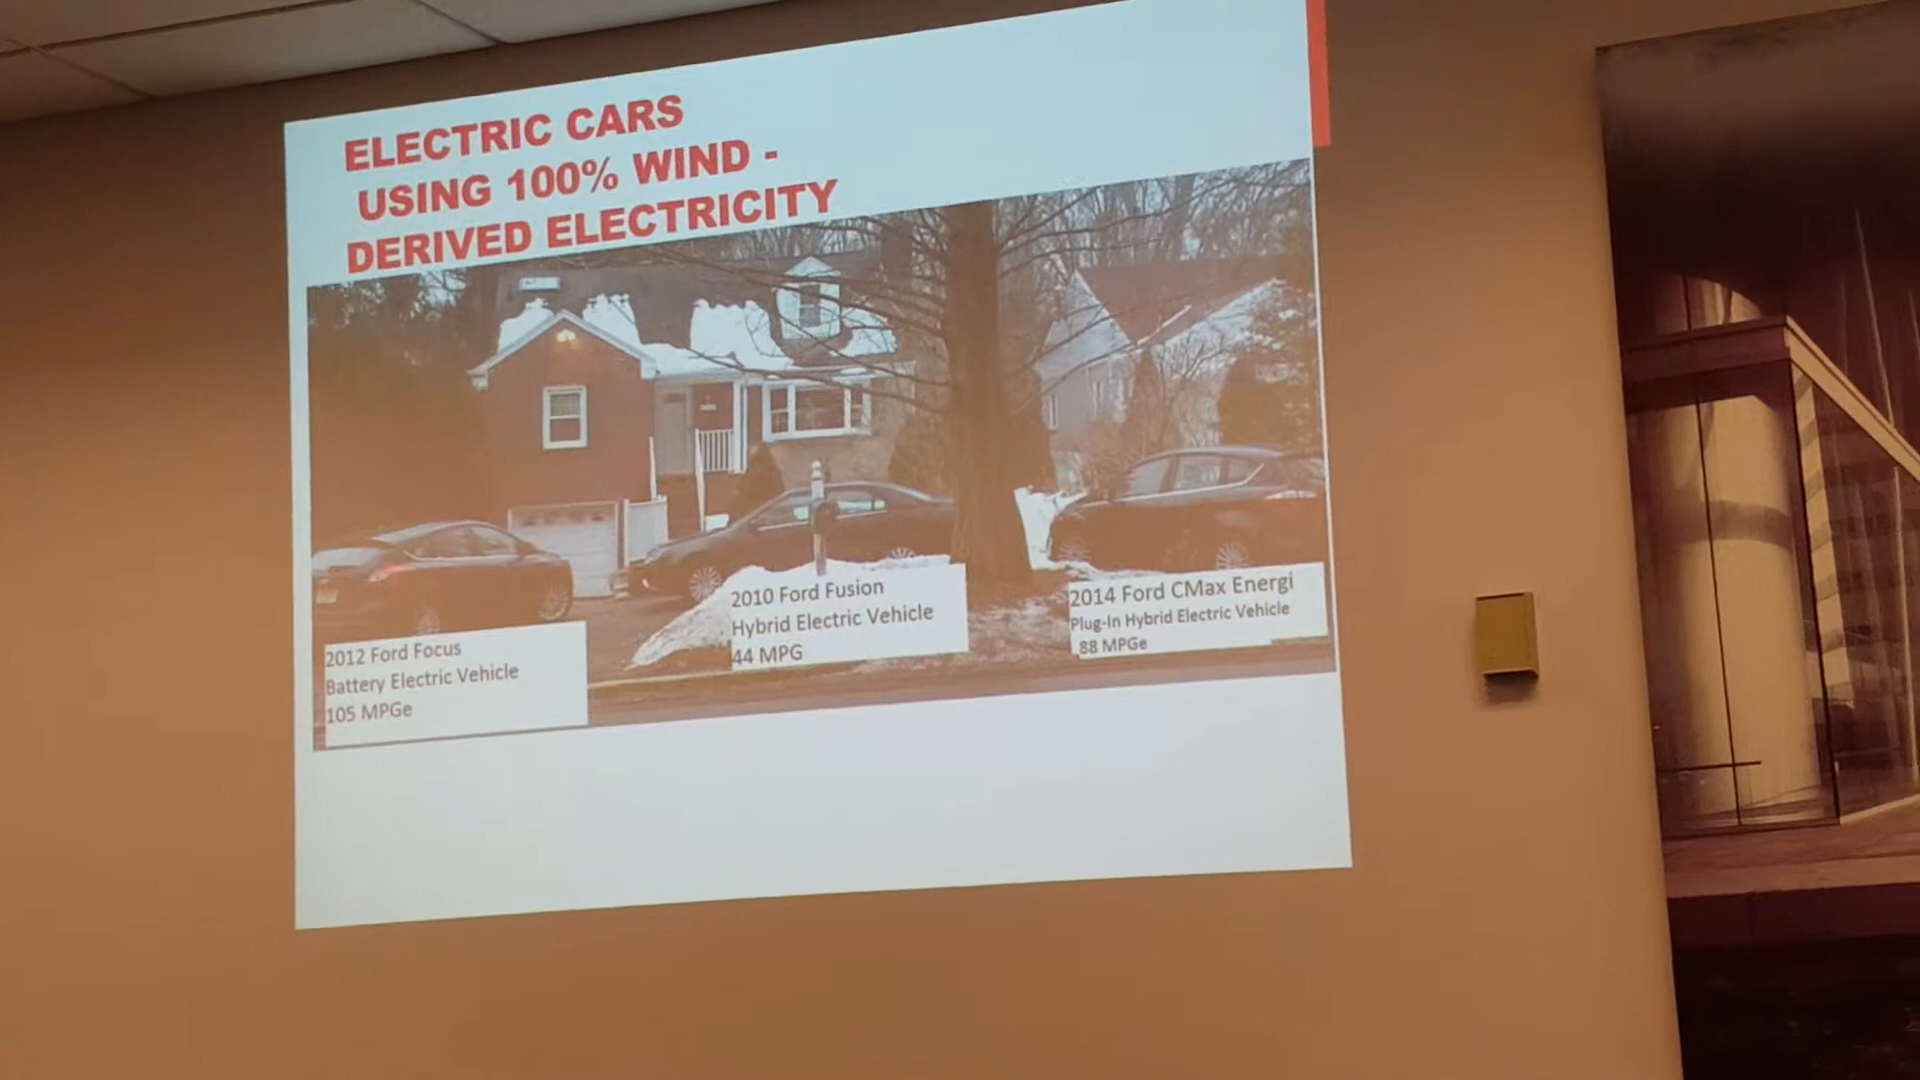 ELECTRIC CARS
USING 100% WIND -
DERIVED ELECTRICITY
2012 Ford Focus
Battery Electric Vehicle
105 MPGe
2010 Ford Fusion
Hybrid Electric Vehicle
44 MPG
2014 Ford CMax Energi
Plug-In Hybrid Electric Vehicle
88 MPGe